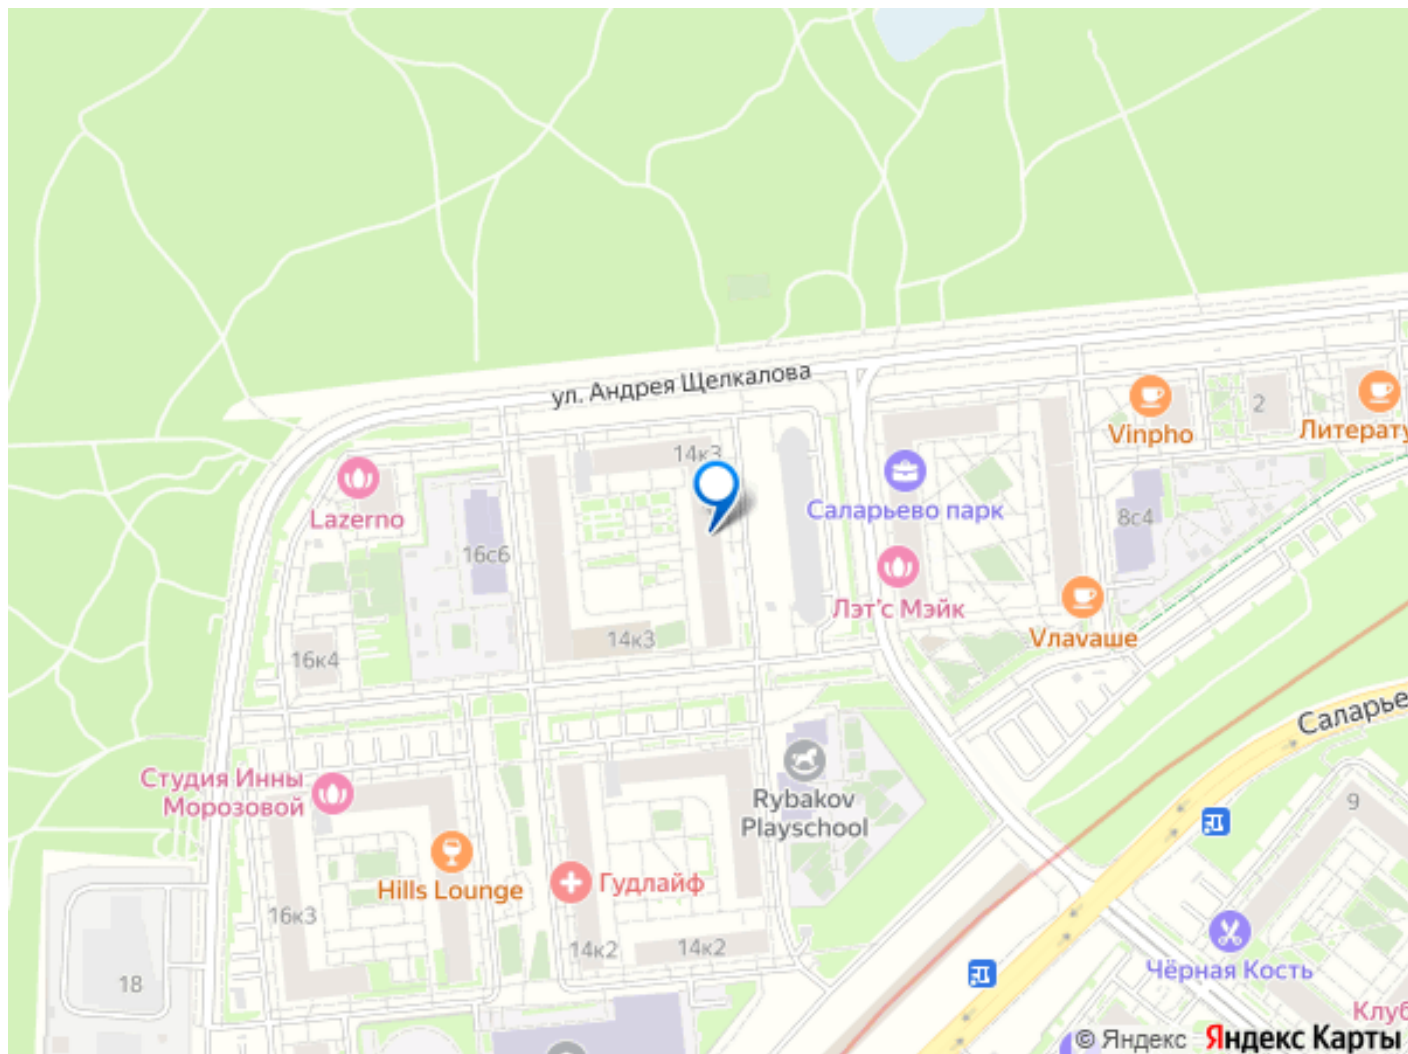 ул. Андрея Щелкалова
Vinpho
2
Литерату
14к3
Lazerno
Саларьево парк
8с4
16с6
Лэт'с Мэйк
Vлаvаше
14к3
16к4
Саларье
Студия Инны
Морозовой
Rybakov
Playschool
9
Hills Lounge
Гудлайф
16к3
14к2
14к2
18
Чёрная Кость
Клуб
© Яндекс Яндекс Карты